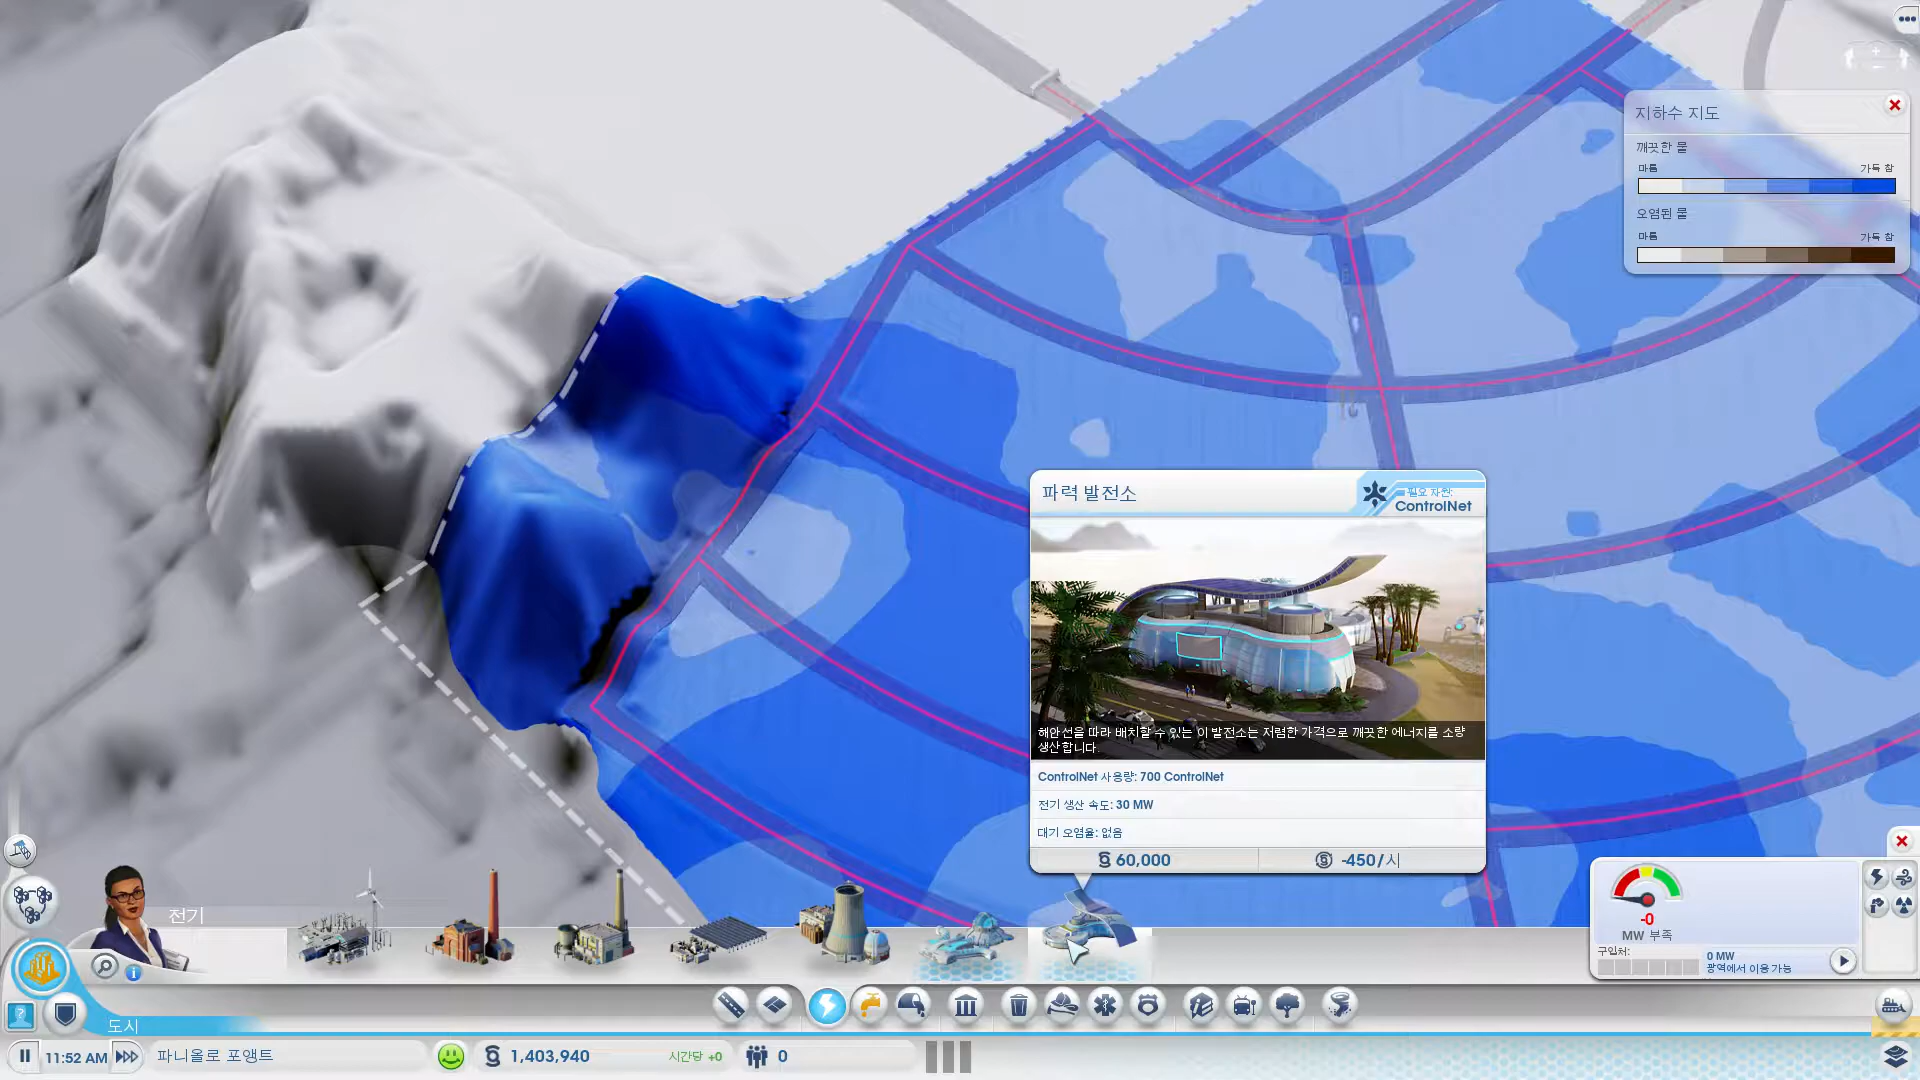 지하수 지도
깨끗한 물
마름 가득 참
오염된 물
마름 가득 참
파력 발전소
필요 자원:
ControlNet
해안선을 따라 배치할 수 있는 이 발전소는 저렴한 가격으로 깨끗한 에너지를 소량
생산합니다.
ControlNet 사용량: 700 ControlNet
전기 생산 속도: 30 MW
대기 오염율: 없음
60,000 -450/시
전기
-0
MW 부족
구입처:
0 MW
광역에서 이용 가능
도시
11:52 AM 파니올로 포앵트 1,403,940 시간당 +0 0